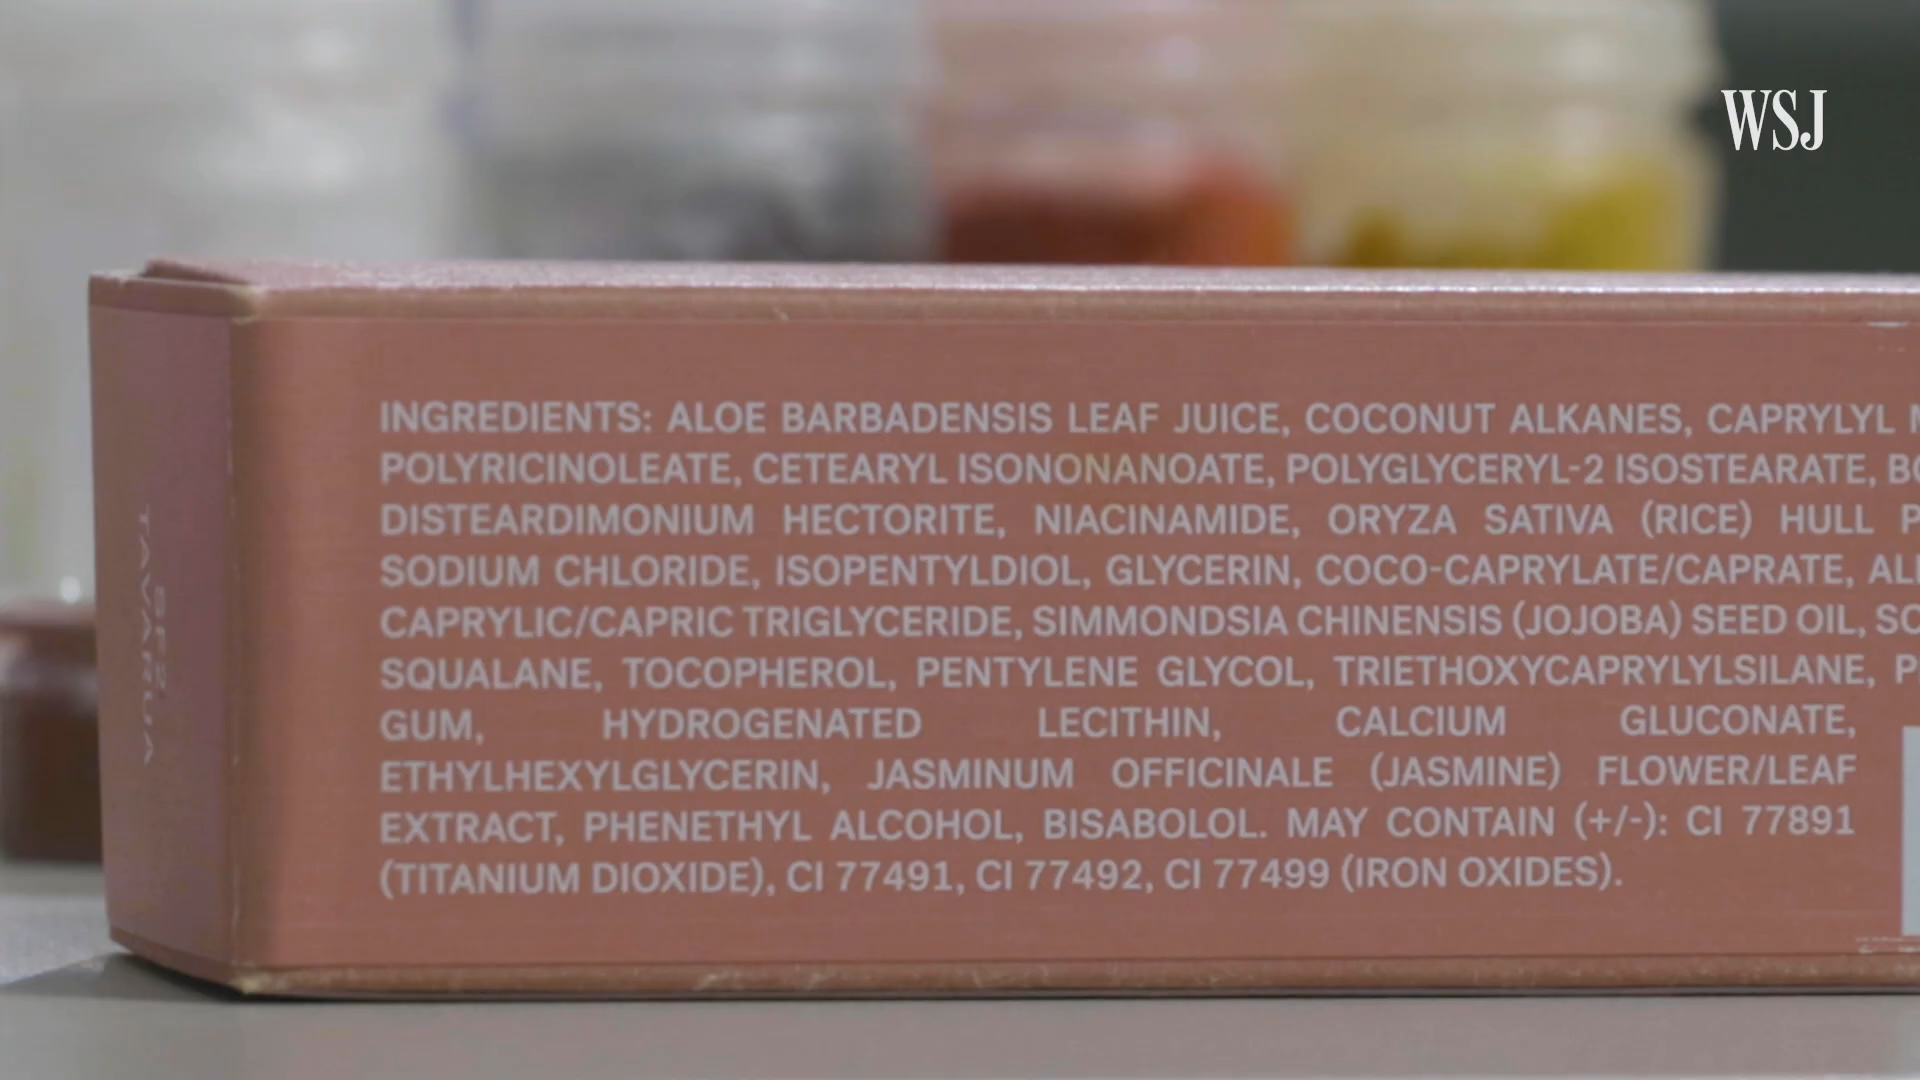 WSJ
INGREDIENTS: ALOE BARBADENSIS LEAF JUICE, COCONUT ALKANES, CAPRYLYL
POLYRICINOLEATE, CETEARYL ISONONANOATE, POLYGLYCERYL-2 ISOSTEARATE,
DISTEARDIMONIUM HECTORITE, NIACINAMIDE, ORYZA SATIVA (RICE) HULL
SODIUM CHLORIDE, ISOPENTYLDIOL, GLYCERIN, COCO-CAPRYLATE/CAPRATE,
CAPRYLIC/CAPRIC TRIGLYCERIDE, SIMMONDSIA CHINENSIS (JOJOBA) SEED OIL,
SQUALANE, TOCOPHEROL, PENTYLENE GLYCOL, TRIETHOXYCAPRYLYLSILANE,
GUM, HYDROGENATED LECITHIN, CALCIUM GLUCONATE,
ETHYLHEXYLGLYCERIN, JASMINUM OFFICINALE (JASMINE) FLOWER/LEAF
EXTRACT, PHENETHYL ALCOHOL, BISABOLOL. MAY CONTAIN (+/-): CI 77891
(TITANIUM DIOXIDE), CI 77491, CI 77492, CI 77499 (IRON OXIDES).
SF2
TAVARUA